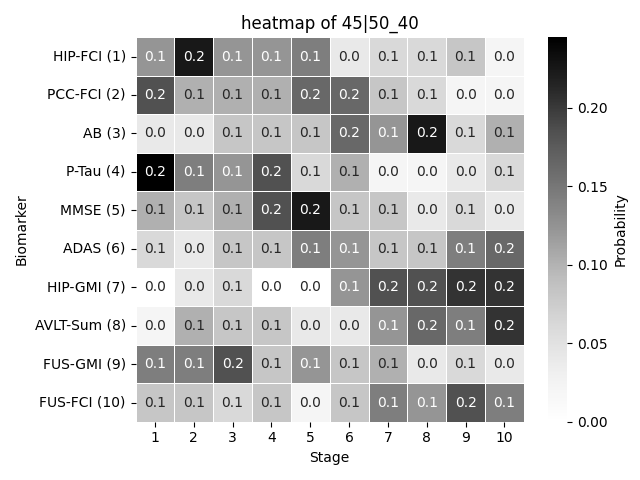 heatmap of 45|50_40
HIP-FCI (1) 0.1 0.2 0.1 0.1 0.1 0.0 0.1 0.1 0.1 0.0
PCC-FCI (2) 0.2 0.1 0.1 0.1 0.2 0.2 0.1 0.1 0.0 0.0
AB (3) 0.0 0.0 0.1 0.1 0.1 0.2 0.1 0.2 0.1 0.1
P-Tau (4) 0.2 0.1 0.1 0.2 0.1 0.1 0.0 0.0 0.0 0.1
MMSE (5) 0.1 0.1 0.1 0.2 0.2 0.1 0.1 0.0 0.1 0.0
ADAS (6) 0.1 0.0 0.1 0.1 0.1 0.1 0.1 0.1 0.1 0.2
HIP-GMI (7) 0.0 0.0 0.1 0.0 0.0 0.1 0.2 0.2 0.2 0.2
AVLT-Sum (8) 0.0 0.1 0.1 0.1 0.0 0.0 0.1 0.2 0.1 0.2
FUS-GMI (9) 0.1 0.1 0.2 0.1 0.1 0.1 0.1 0.0 0.1 0.0
FUS-FCI (10) 0.1 0.1 0.1 0.1 0.0 0.1 0.1 0.1 0.2 0.1
1 2 3 4 5 6 7 8 9 10
Stage
Biomarker
0.20
0.15
0.10
0.05
0.00
Probability